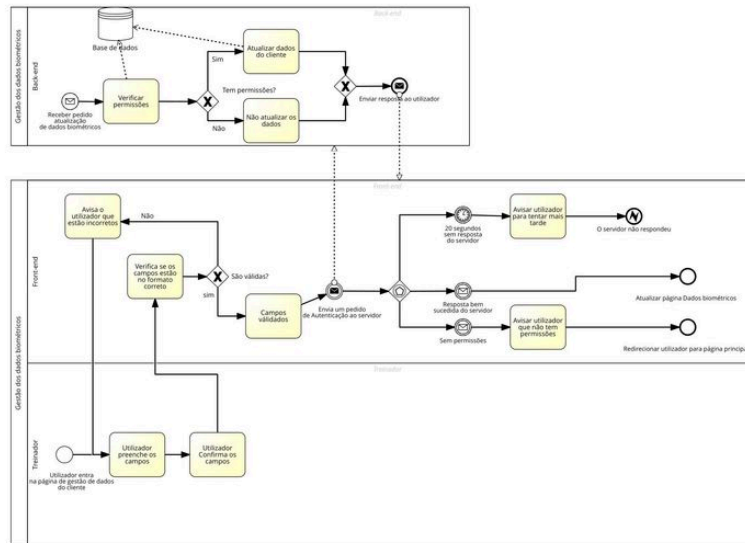 Back-end
Gestão dos dados biométricos
Back-end
Base de dados
Receber pedido
atualização
de dados biométricos
Verificar
permissões
Tem permissões?
Sim
Não
Atualizar dados
do cliente
Não atualizar os
dados
Enviar resposta ao utilizador
Front-end
Gestão dos dados biométricos
Front-end
Avisa o
utilizador que
estão incorretos
Não
Verifica se os
campos estão
no formato
correto
São válidas?
sim
Campos
válidados
Envia um pedido
de Autenticação ao servidor
20 segundos
sem resposta
do servidor
Avisar utilizador
para tentar mais
tarde
O servidor não respondeu
Resposta bem
sucedida do servidor
Atualizar página Dados biométricos
Sem permissões
Avisar utilizador
que não tem
permissões
Redirecionar utilizador para página principa
Treinador
Treinador
Utilizador entra
na página de gestão de dados
do cliente
Utilizador
preenche os
campos
Utilizador
Confirma os
campos